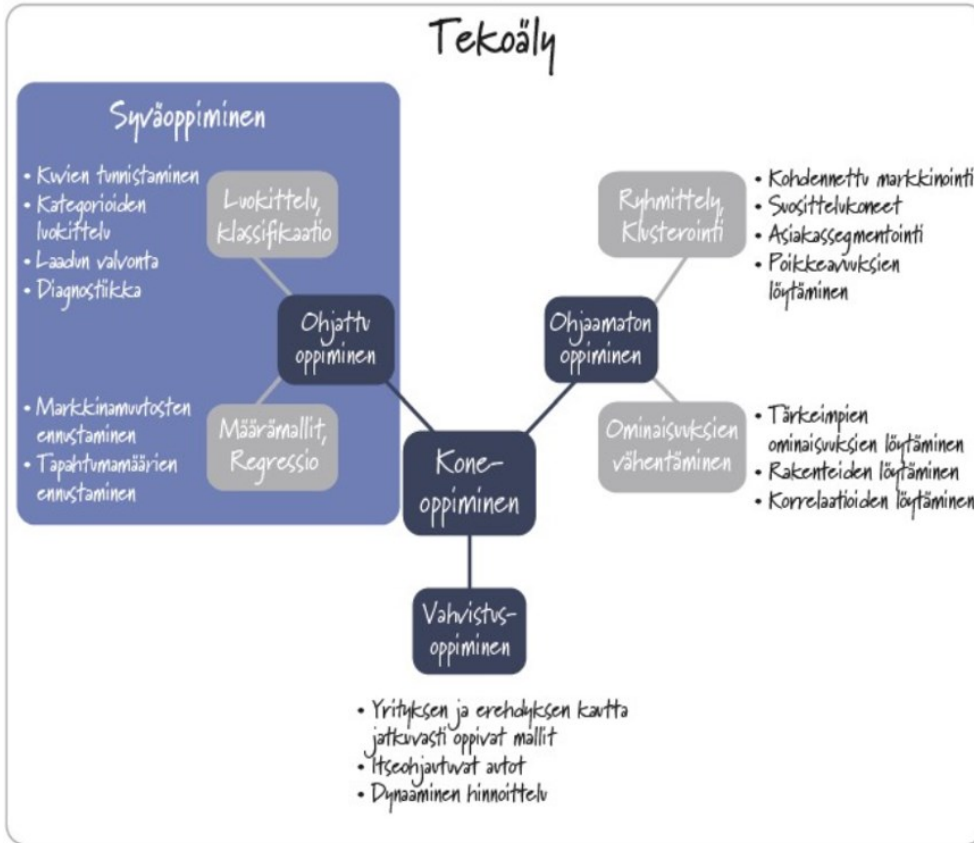 Tekoäly
Syväoppiminen
• Kuvien tunnistaminen
• Kategorioiden
luokittelu
• Laadun valvonta
• Diagnostiikka
Luokittelu,
klassifikaatio
Ohjattu
oppiminen
• Markkinamuutosten
ennustaminen
• Tapahtumamäärien
ennustaminen
Määrämallit,
Regressio
Kone-
oppiminen
Ryhmittely,
Klusterointi
• Kohdennettu markkinointi
• Suosittelukoneet
• Asiakassegmentointi
• Poikkeavuuksien
löytäminen
Ohjaamaton
oppiminen
Ominaisuuksien
vähentäminen
• Tärkeimpien
ominaisuuksien löytäminen
• Rakenteiden löytäminen
• Korrelaatioiden löytäminen
Vahvistus-
oppiminen
• Yrityksen ja erehdyksen kautta
jatkuvasti oppivat mallit
• Itseohjautuvat autot
• Dynaaminen hinnoittelu